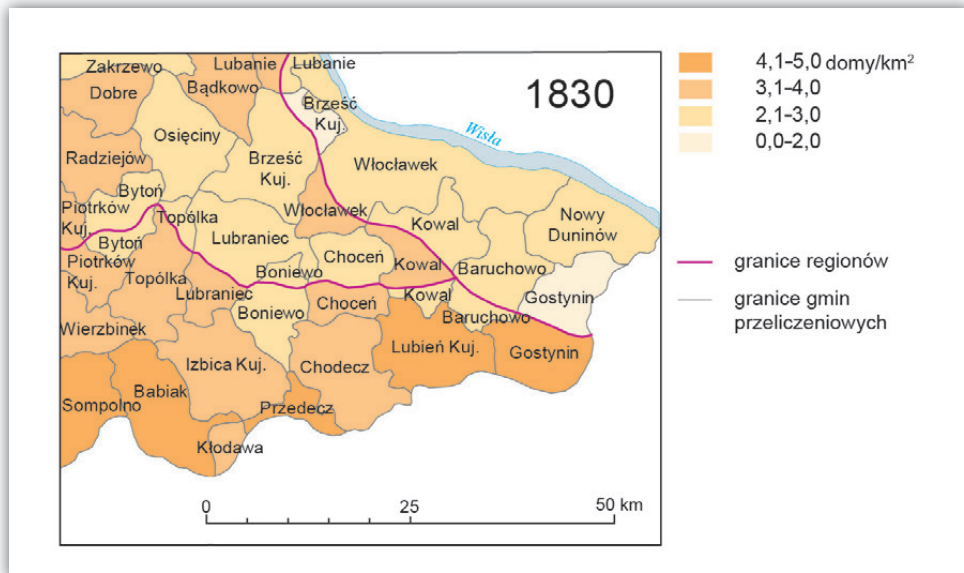 1830
Zakrzewo
Lubanie
Lubanie
Dobre
Bądkowo
Brześć
Kuj.
Wisła
Osięciny
Radziejów
Brześć
Kuj.
Włocławek
Bytoń
Piotrków
Kuj.
Topólka
Włocławek
Kowal
Nowy
Duninów
Bytoń
Lubraniec
Piotrków
Kuj.
Topólka
Boniewo
Choceń
Kowal
Baruchowo
Lubraniec
Gostynin
Boniewo
Choceń
Kowal
Baruchowo
Wierzbinek
Izbica Kuj.
Chodecz
Lubień Kuj.
Gostynin
Babiak
Sompolno
Przedecz
Kłodawa
0
25
50 km
4,1–5,0 domy/km²
3,1–4,0
2,1–3,0
0,0–2,0
granice regionów
granice gmin
przeliczeniowych